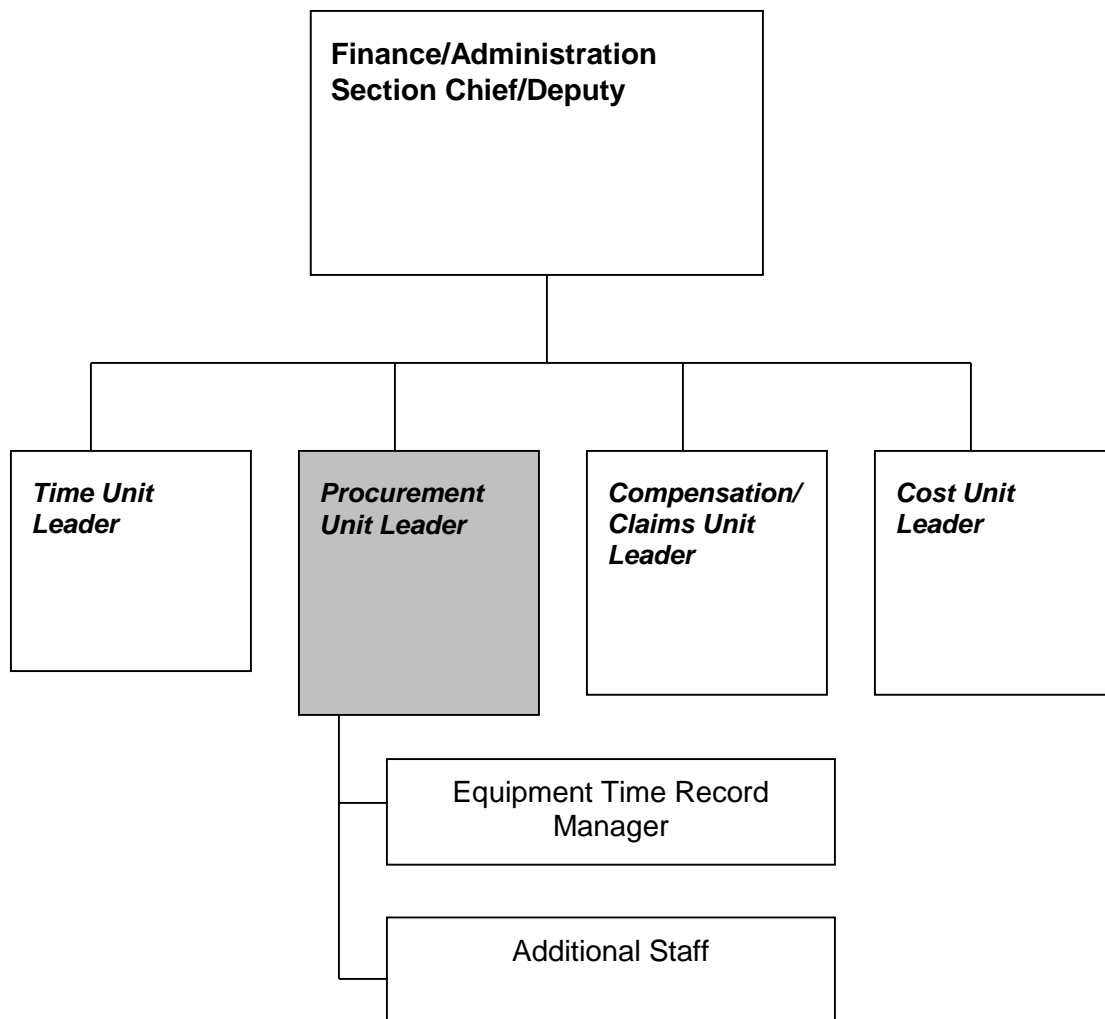 Finance/Administration
Section Chief/Deputy
Time Unit
Leader
Procurement
Unit Leader
Compensation/
Claims Unit
Leader
Cost Unit
Leader
Equipment Time Record
Manager
Additional Staff